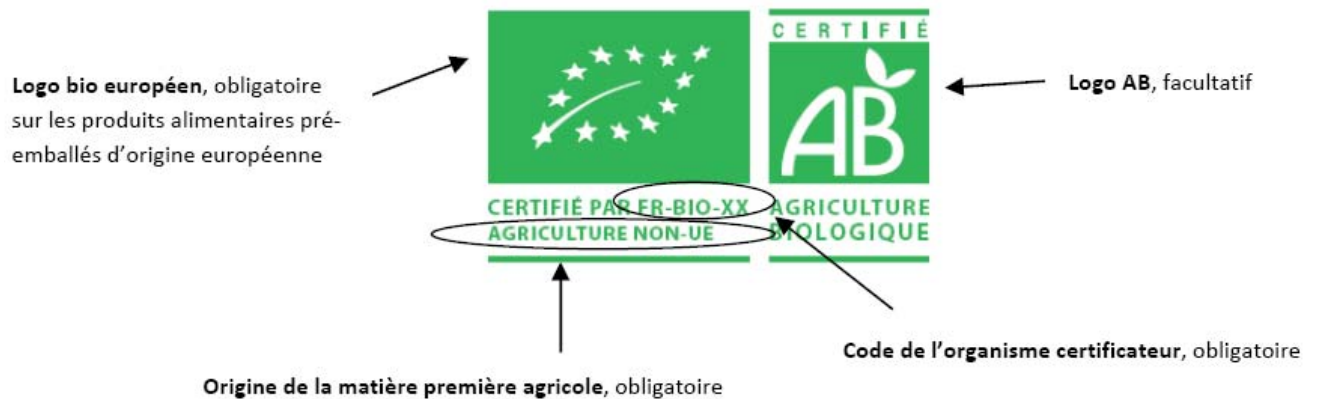 CERTIFIÉ
Logo bio européen, obligatoire
sur les produits alimentaires pré-
emballés d'origine européenne
AB
Logo AB, facultatif
CERTIFIÉ PAR FR-BIO-XX
AGRICULTURE NON-UE
AGRICULTURE
BIOLOGIQUE
Code de l'organisme certificateur, obligatoire
Origine de la matière première agricole, obligatoire